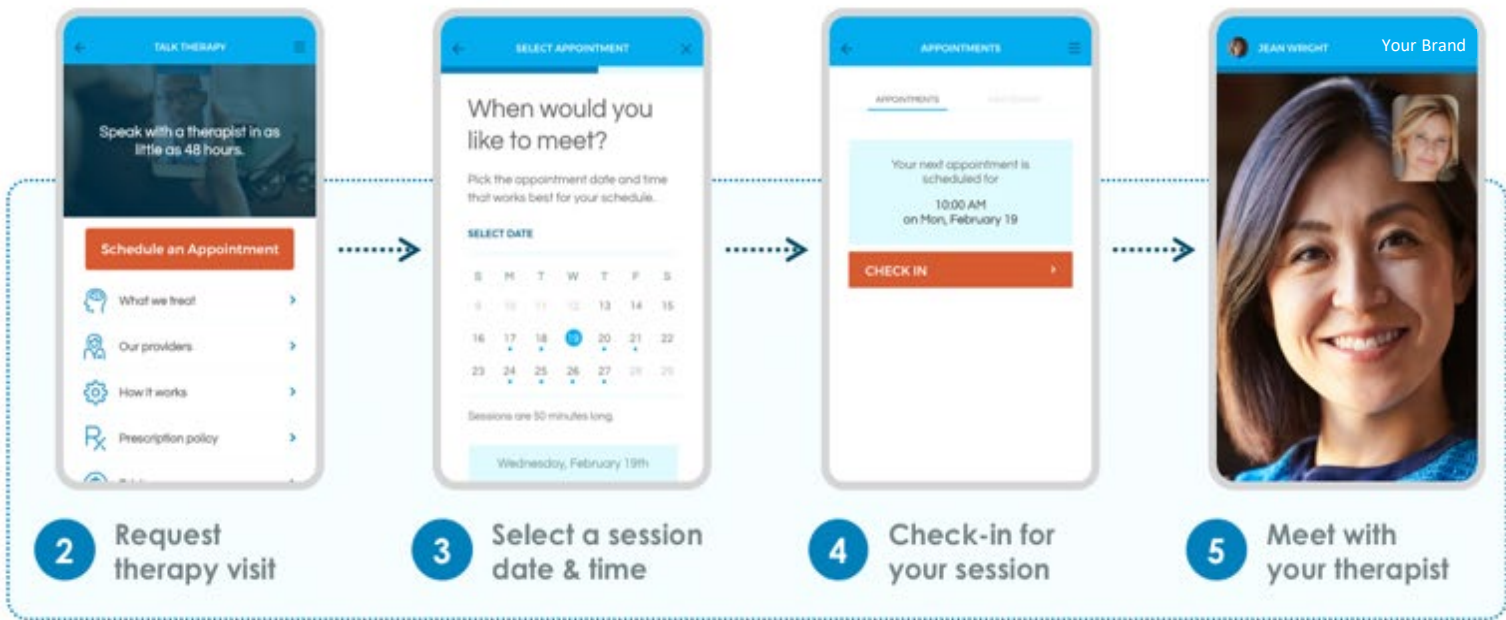 TALK THERAPY
Speak with a therapist in as
little as 48 hours.
Schedule an Appointment
What we treat
Our providers
How it works
Prescription policy
2
Request
therapy visit
SELECT APPOINTMENT
When would you
like to meet?
Pick the appointment date and time
that works best for your schedule.
SELECT DATE
S M T W T F S
9 10 11 12 13 14 15
16 17 18 19 20 21 22
23 24 25 26 27 28 29
Sessions are 50 minutes long.
Wednesday, February 19th
3
Select a session
date & time
APPOINTMENTS
APPOINTMENTS
Your next appointment is
scheduled for
10:00 AM
on Mon, February 19
CHECK IN
4
Check-in for
your session
JEAN WRIGHT Your Brand
5
Meet with
your therapist